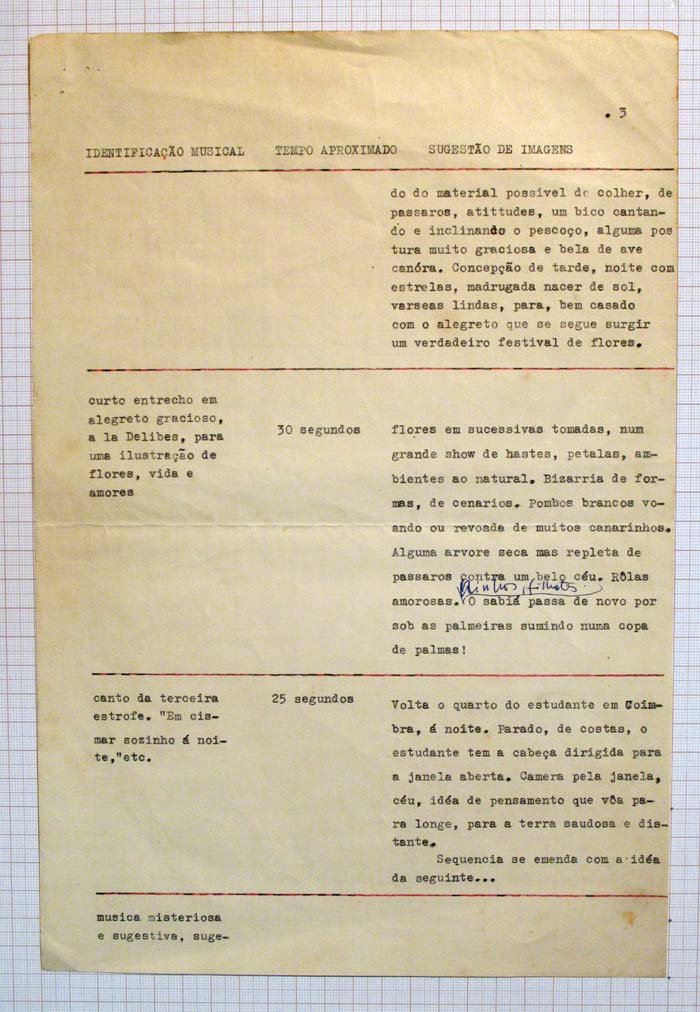 . 3
IDENTIFICAÇÃO MUSICAL TEMPO APROXIMADO SUGESTÃO DE IMAGENS
do do material possivel de colher, de
passaros, atittudes, um bico cantan-
do e inclinando o pescoço, alguma pos
tura muito graciosa e bela de ave
canóra. Concepção de tarde, noite com
estrelas, madrugada nacer de sol,
varseas lindas, para, bem casado
com o alegreto que se segue surgir
um verdadeiro festival de flores.
curto entrecho em
alegreto gracioso,
a la Delibes, para
uma ilustração de
flores, vida e
amores
30 segundos
flores em sucessivas tomadas, num
grande show de hastes, petalas, am-
bientes ao natural. Bizarria de for-
mas, de cenarios. Pombos brancos vo-
ando ou revoada de muitos canarinhos.
Alguma arvore seca mas repleta de
passaros contra um belo céu. Rôlas
Ninhos, filhotes.
amorosas. O sabiá passa de novo por
sob as palmeiras sumindo numa copa
de palmas!
canto da terceira
estrofe. "Em cis-
mar sozinho á noi-
te,"etc.
25 segundos
Volta o quarto do estudante em Coim-
bra, á noite. Parado, de costas, o
estudante tem a cabeça dirigida para
a janela aberta. Camera pela janela,
céu, idéa de pensamento que vôa pa-
ra longe, para a terra saudosa e dis-
tante.
Sequencia se emenda com a idéa
da seguinte...
musica misteriosa
e sugestiva, suge-